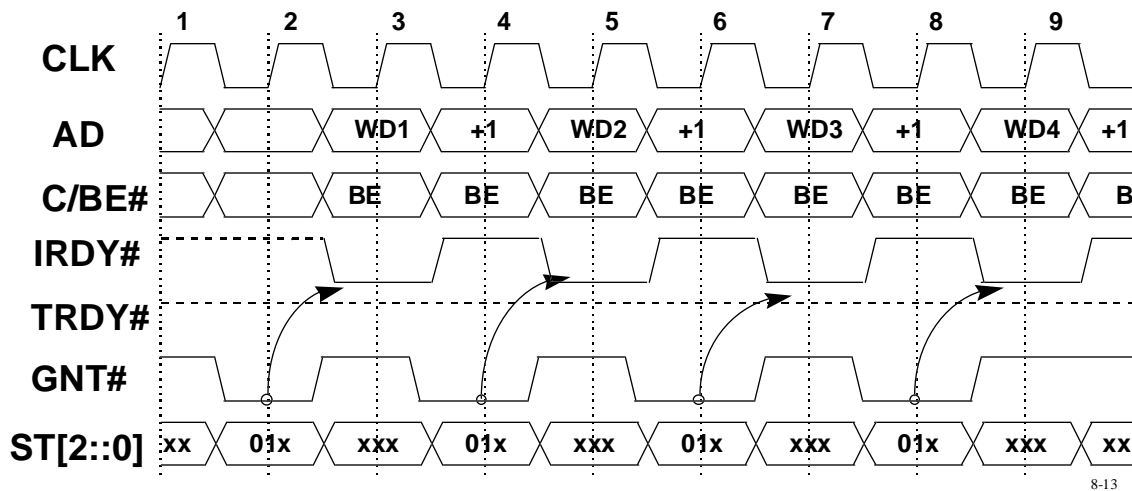 1 2 3 4 5 6 7 8 9
CLK
AD WD1 +1 WD2 +1 WD3 +1 WD4 +1
C/BE# BE BE BE BE BE BE BE B
IRDY#
TRDY#
GNT#
ST[2::0] xx 01x xxx 01x xxx 01x xxx 01x xxx xx
8-13